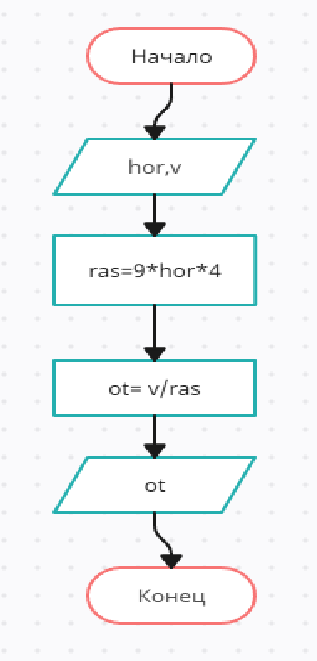 Начало
hor,v
ras=9*hor*4
ot= v/ras
ot
Конец